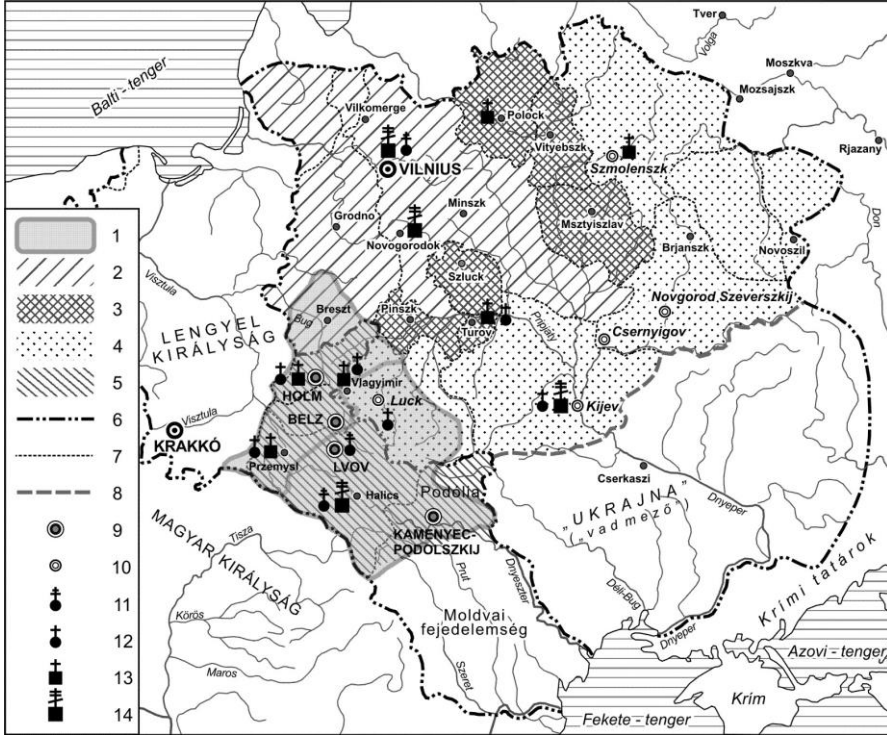 Tver
Volga
Moszkva
Mozsajszk
Rjazany
Don
Balti - tenger
Vilkomerge
Polock
Vityebszk
VILNIUS
Szmolenszk
Grodno
Minszk
Novogorodok
Msztyiszlav
Brjanszk
Novoszil
Szluck
Visztula
Breszt
Bug
Pinszk
Turov
Pripjaty
Novgorod Szeverszkij
Csernyigov
LENGYEL
KIRÁLYSÁG
HOLM
Vlagyimir
Luck
Kijev
Visztula
BELZ
KRAKKÓ
Przemysl
LVOV
Halics
Podolia
Cserkaszi
"UKRAJNA"
("vad mező")
Dnyeper
KAMENYEC-
PODOLSZKIJ
MAGYAR KIRÁLYSÁG
Tisza
Prut
Dnyeszter
Déli-Bug
Krími tatárok
Körös
Moldvai
fejedelemség
Dnyeper
Maros
Szeret
Azovi - tenger
Krím
Fekete - tenger
1
2
3
4
5
6
7
8
9
10
11
12
13
14